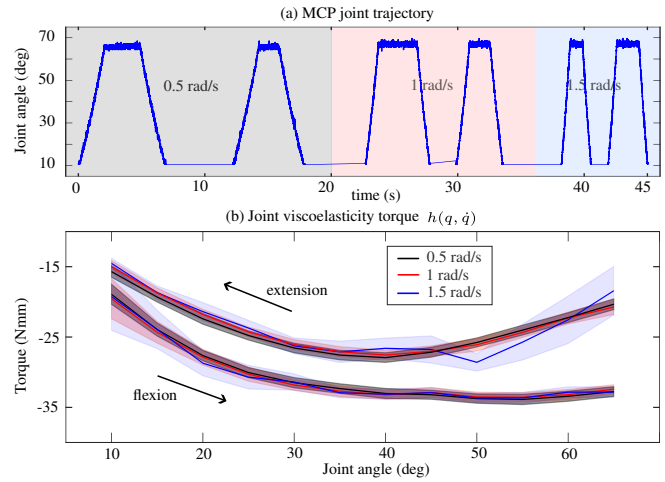 (a) MCP joint trajectory
Joint angle (deg)
70
50
30
10
0.5 rad/s
1 rad/s
1.5 rad/s
0
10
20
30
40
45
time (s)
(b) Joint viscoelasticity torque h(q, q̇)
Torque (Nmm)
-15
-25
-35
extension
flexion
0.5 rad/s
1 rad/s
1.5 rad/s
10
20
30
40
50
60
Joint angle (deg)